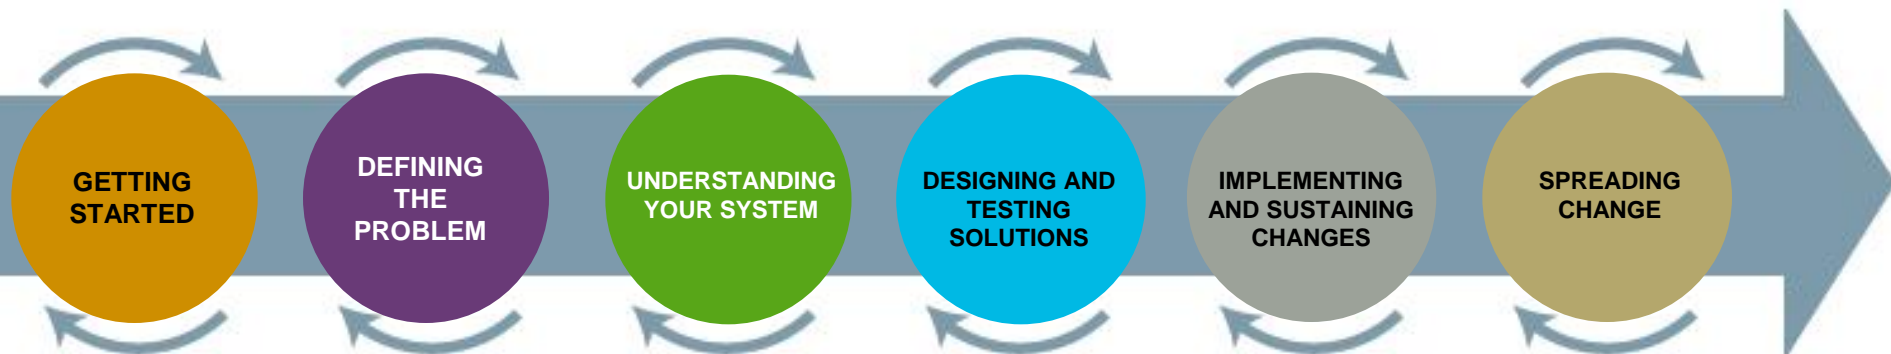 GETTING
STARTED
DEFINING
THE
PROBLEM
UNDERSTANDING
YOUR SYSTEM
DESIGNING AND
TESTING
SOLUTIONS
IMPLEMENTING
AND SUSTAINING
CHANGES
SPREADING
CHANGE